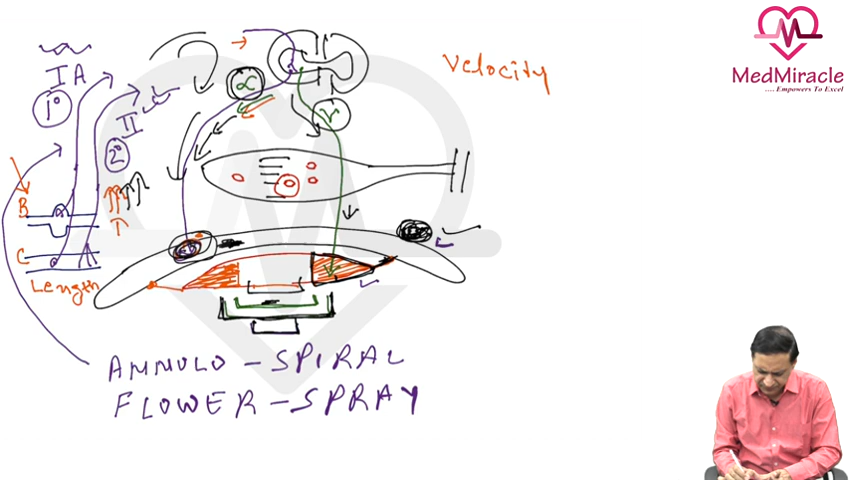 MedMiracle
.... Empowers To Excel
Velocity
IA
1°
II
2°
α
γ
B
C
Length
ANNULO - SPIRAL
FLOWER - SPRAY